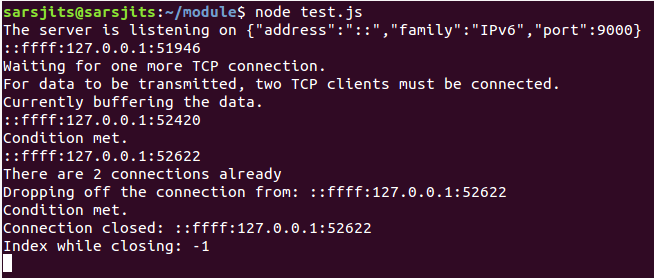 sarsjits@sarsjits:~/module$ node test.js
The server is listening on {"address":"::","family":"IPv6","port":9000}
::ffff:127.0.0.1:51946
Waiting for one more TCP connection.
For data to be transmitted, two TCP clients must be connected.
Currently buffering the data.
::ffff:127.0.0.1:52420
Condition met.
::ffff:127.0.0.1:52622
There are 2 connections already
Dropping off the connection from: ::ffff:127.0.0.1:52622
Condition met.
Connection closed: ::ffff:127.0.0.1:52622
Index while closing: -1